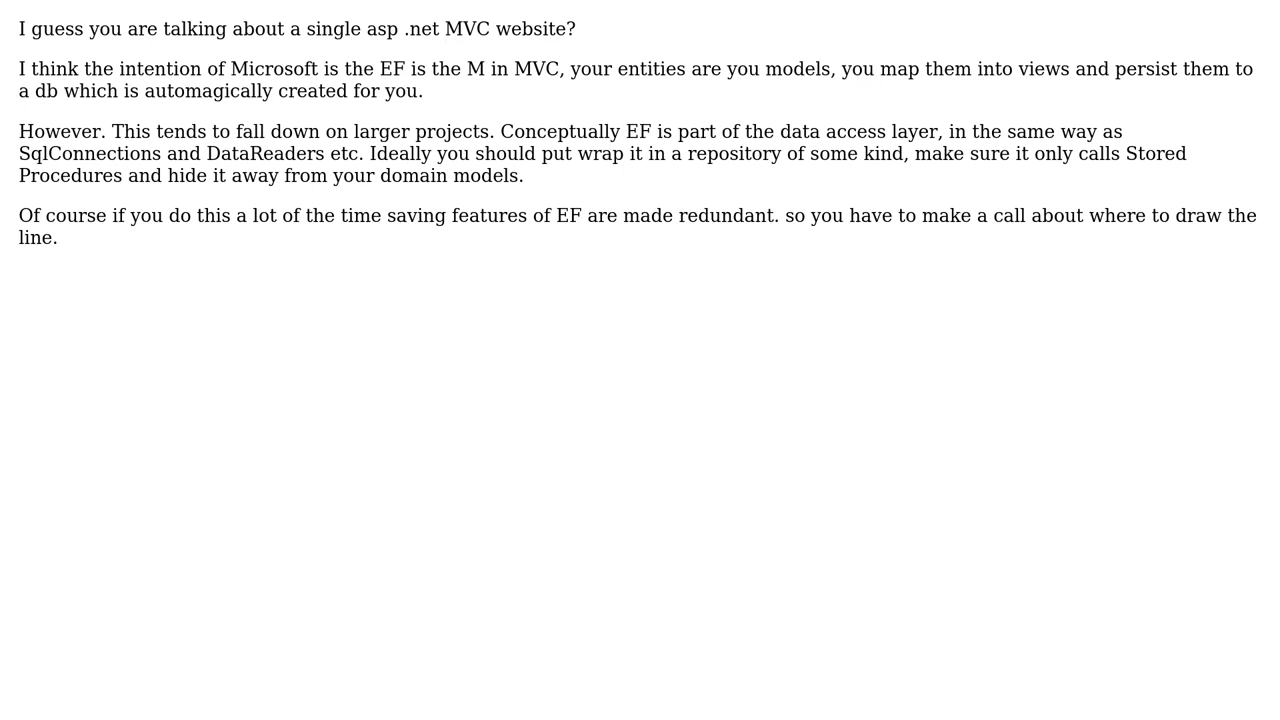 I guess you are talking about a single asp .net MVC website?
I think the intention of Microsoft is the EF is the M in MVC, your entities are you models, you map them into views and persist them to
a db which is automagically created for you.
However. This tends to fall down on larger projects. Conceptually EF is part of the data access layer, in the same way as
SqlConnections and DataReaders etc. Ideally you should put wrap it in a repository of some kind, make sure it only calls Stored
Procedures and hide it away from your domain models.
Of course if you do this a lot of the time saving features of EF are made redundant. so you have to make a call about where to draw the
line.